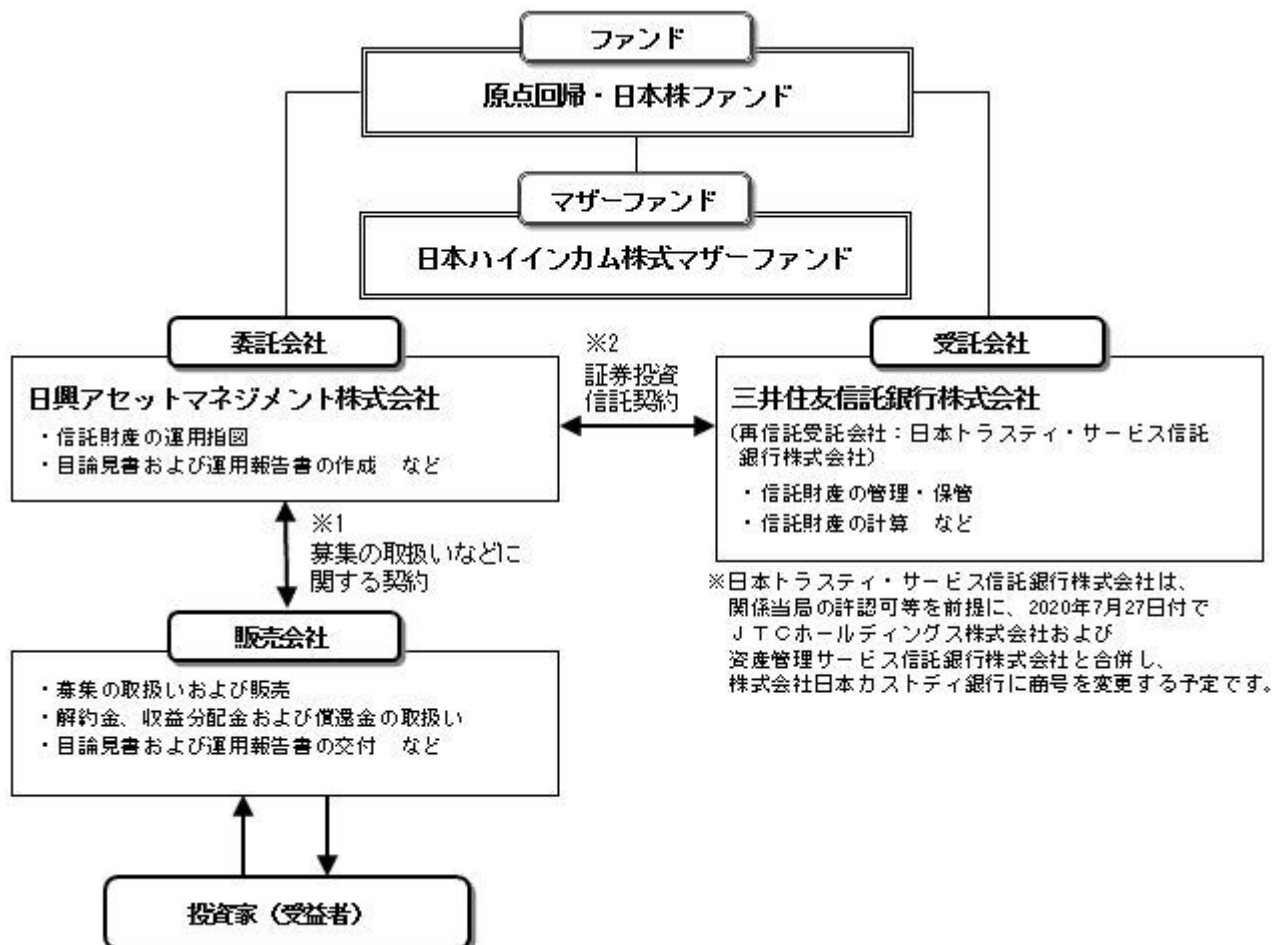 ファンド
原点回帰・日本株ファンド
マザーファンド
日本ハイインカム株式マザーファンド
委託会社
日興アセットマネジメント株式会社
・信託財産の運用指図
・目論見書および運用報告書の作成　など
※2
証券投資
信託契約
受託会社
三井住友信託銀行株式会社
(再信託受託会社：日本トラスティ・サービス信託
銀行株式会社)
・信託財産の管理・保管
・信託財産の計算　など
※1
募集の取扱いなどに
関する契約
※日本トラスティ・サービス信託銀行株式会社は、
関係当局の許認可等を前提に、2020年7月27日付で
ＪＴＣホールディングス株式会社および
資産管理サービス信託銀行株式会社と合併し、
株式会社日本カストディ銀行に商号を変更する予定です。
販売会社
・募集の取扱いおよび販売
・解約金、収益分配金および償還金の取扱い
・目論見書および運用報告書の交付　など
投資家（受益者）